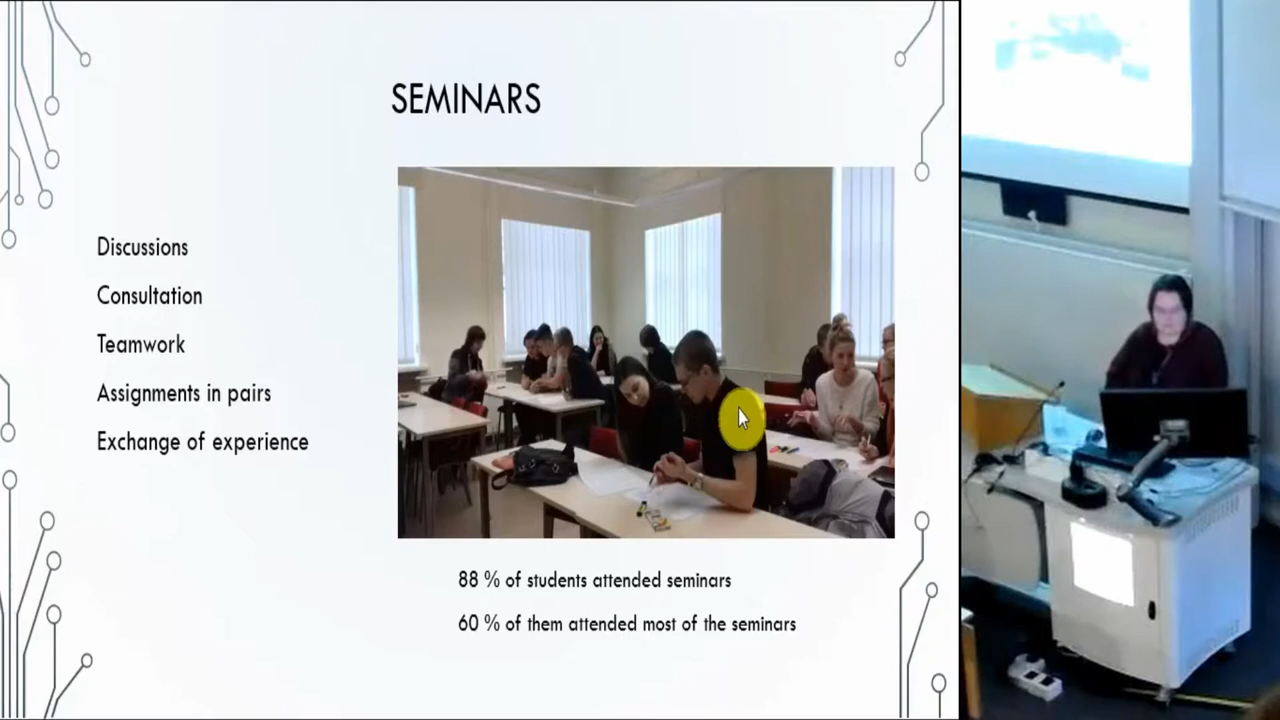 SEMINARS
Discussions
Consultation
Teamwork
Assignments in pairs
Exchange of experience
88 % of students attended seminars
60 % of them attended most of the seminars